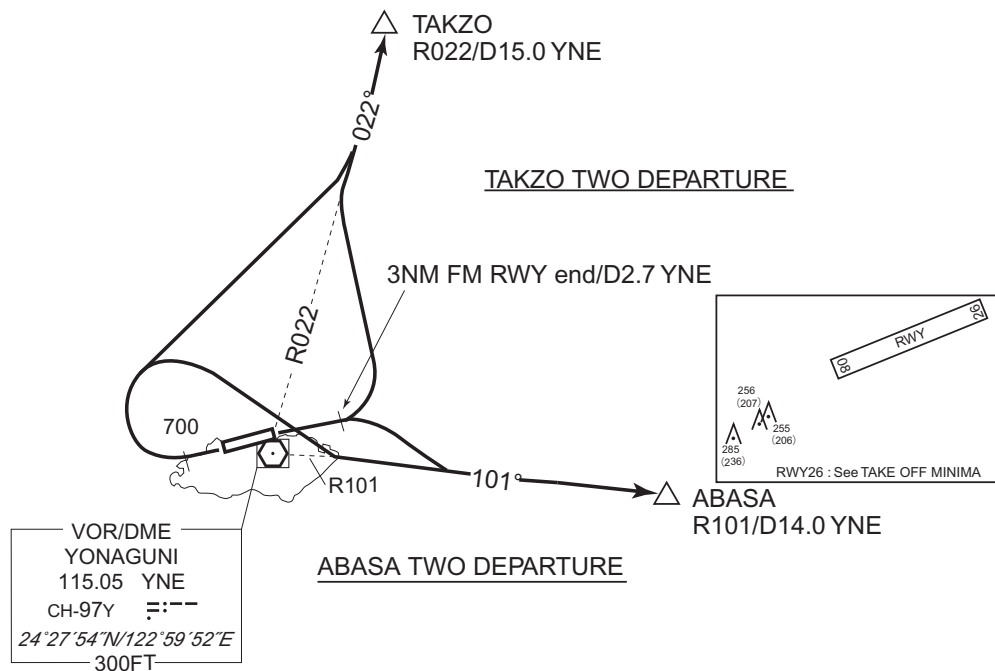 TAKZO
R022/D15.0 YNE
022°
TAKZO TWO DEPARTURE
3NM FM RWY end/D2.7 YNE
R022
700
R101
101°
ABASA
R101/D14.0 YNE
ABASA TWO DEPARTURE
VOR/DME
YONAGUNI
115.05 YNE
CH-97Y
24°27´54˝N/122°59´52˝E
300FT
26
RWY
08
256
(207)
255
(206)
285
(236)
RWY26 : See TAKE OFF MINIMA